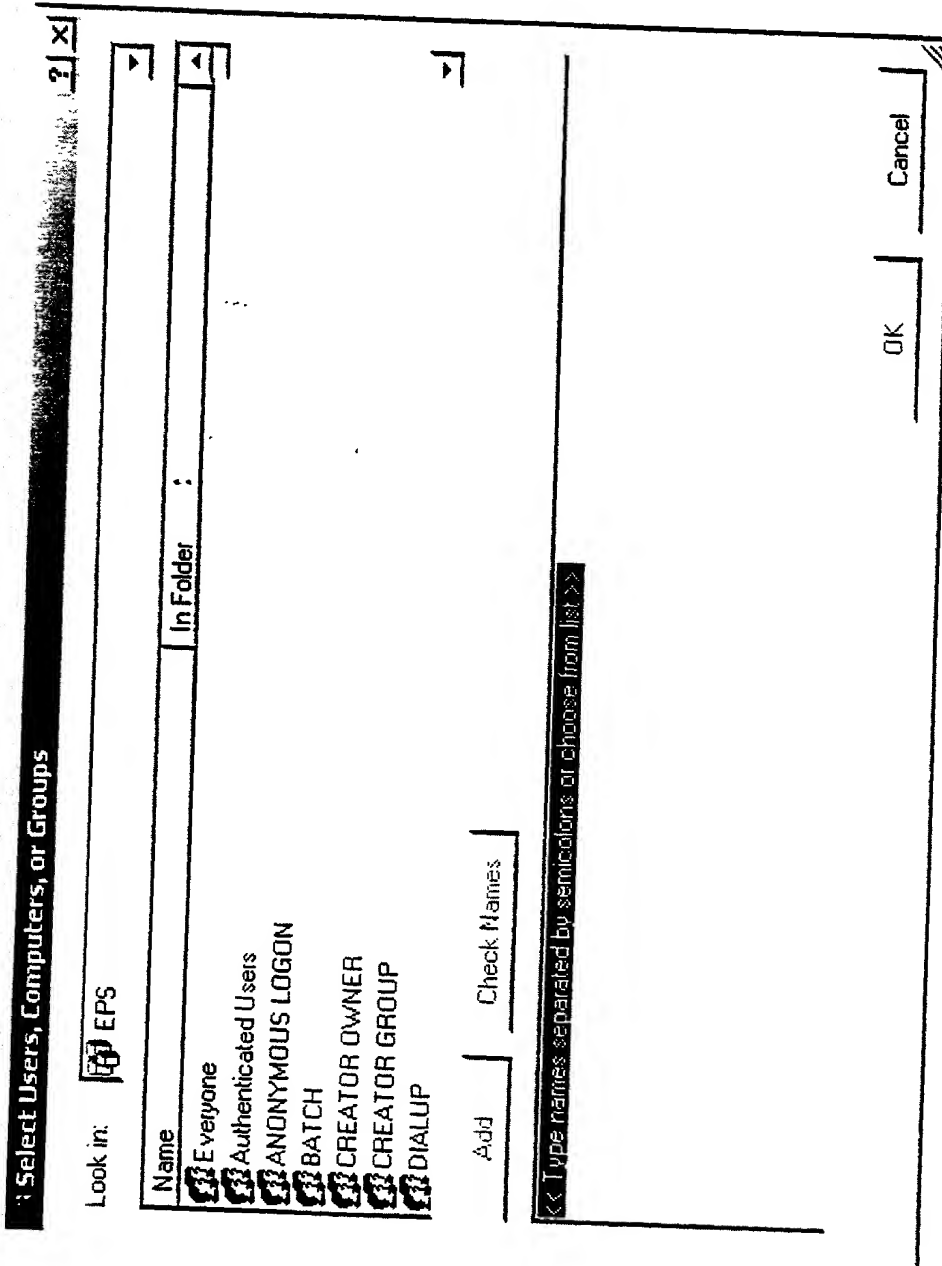 Select Users, Computers, or Groups
? X
Look in: EPS
Name In Folder
Everyone
Authenticated Users
ANONYMOUS LOGON
BATCH
CREATOR OWNER
CREATOR GROUP
DIALUP
Add Check Names
<< Type names separated by semicolons or choose from list >>
OK Cancel